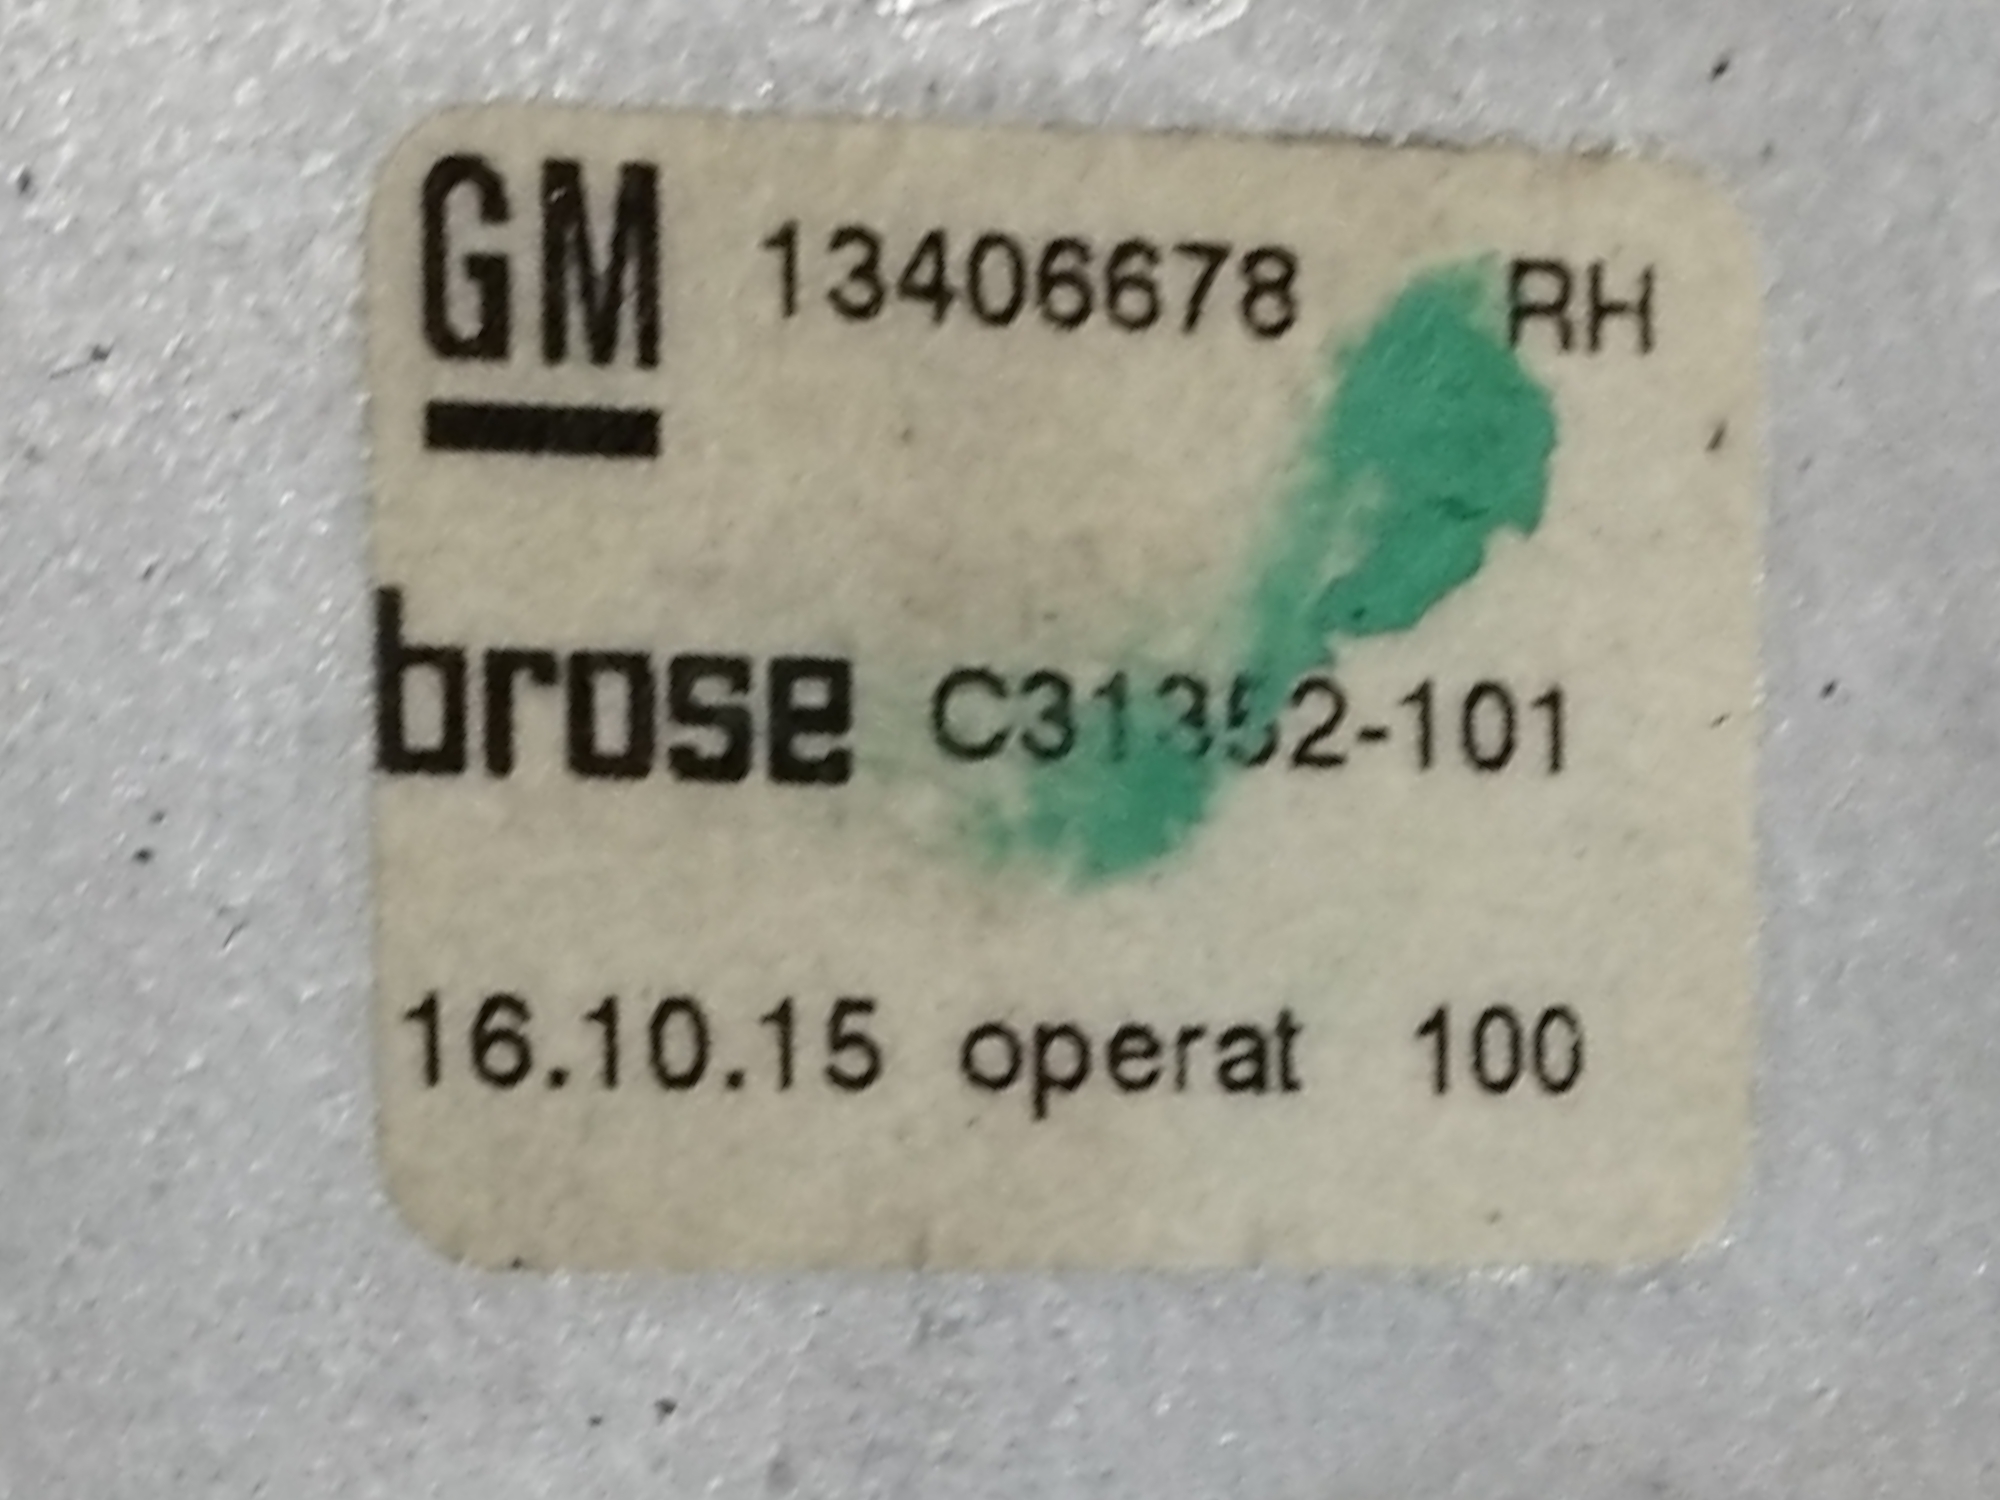 GM 13406678 RH
brose C31352-101
16.10.15 operat 100